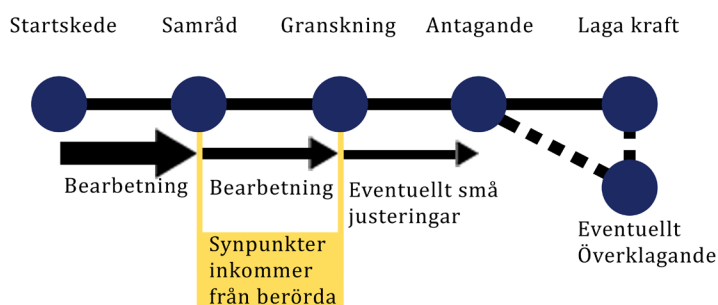 Startskede
Samråd
Granskning
Antagande
Laga kraft
Bearbetning
Bearbetning
Eventuellt små
justeringar
Synpunkter
inkommer
från berörda
Eventuellt
Överklagande